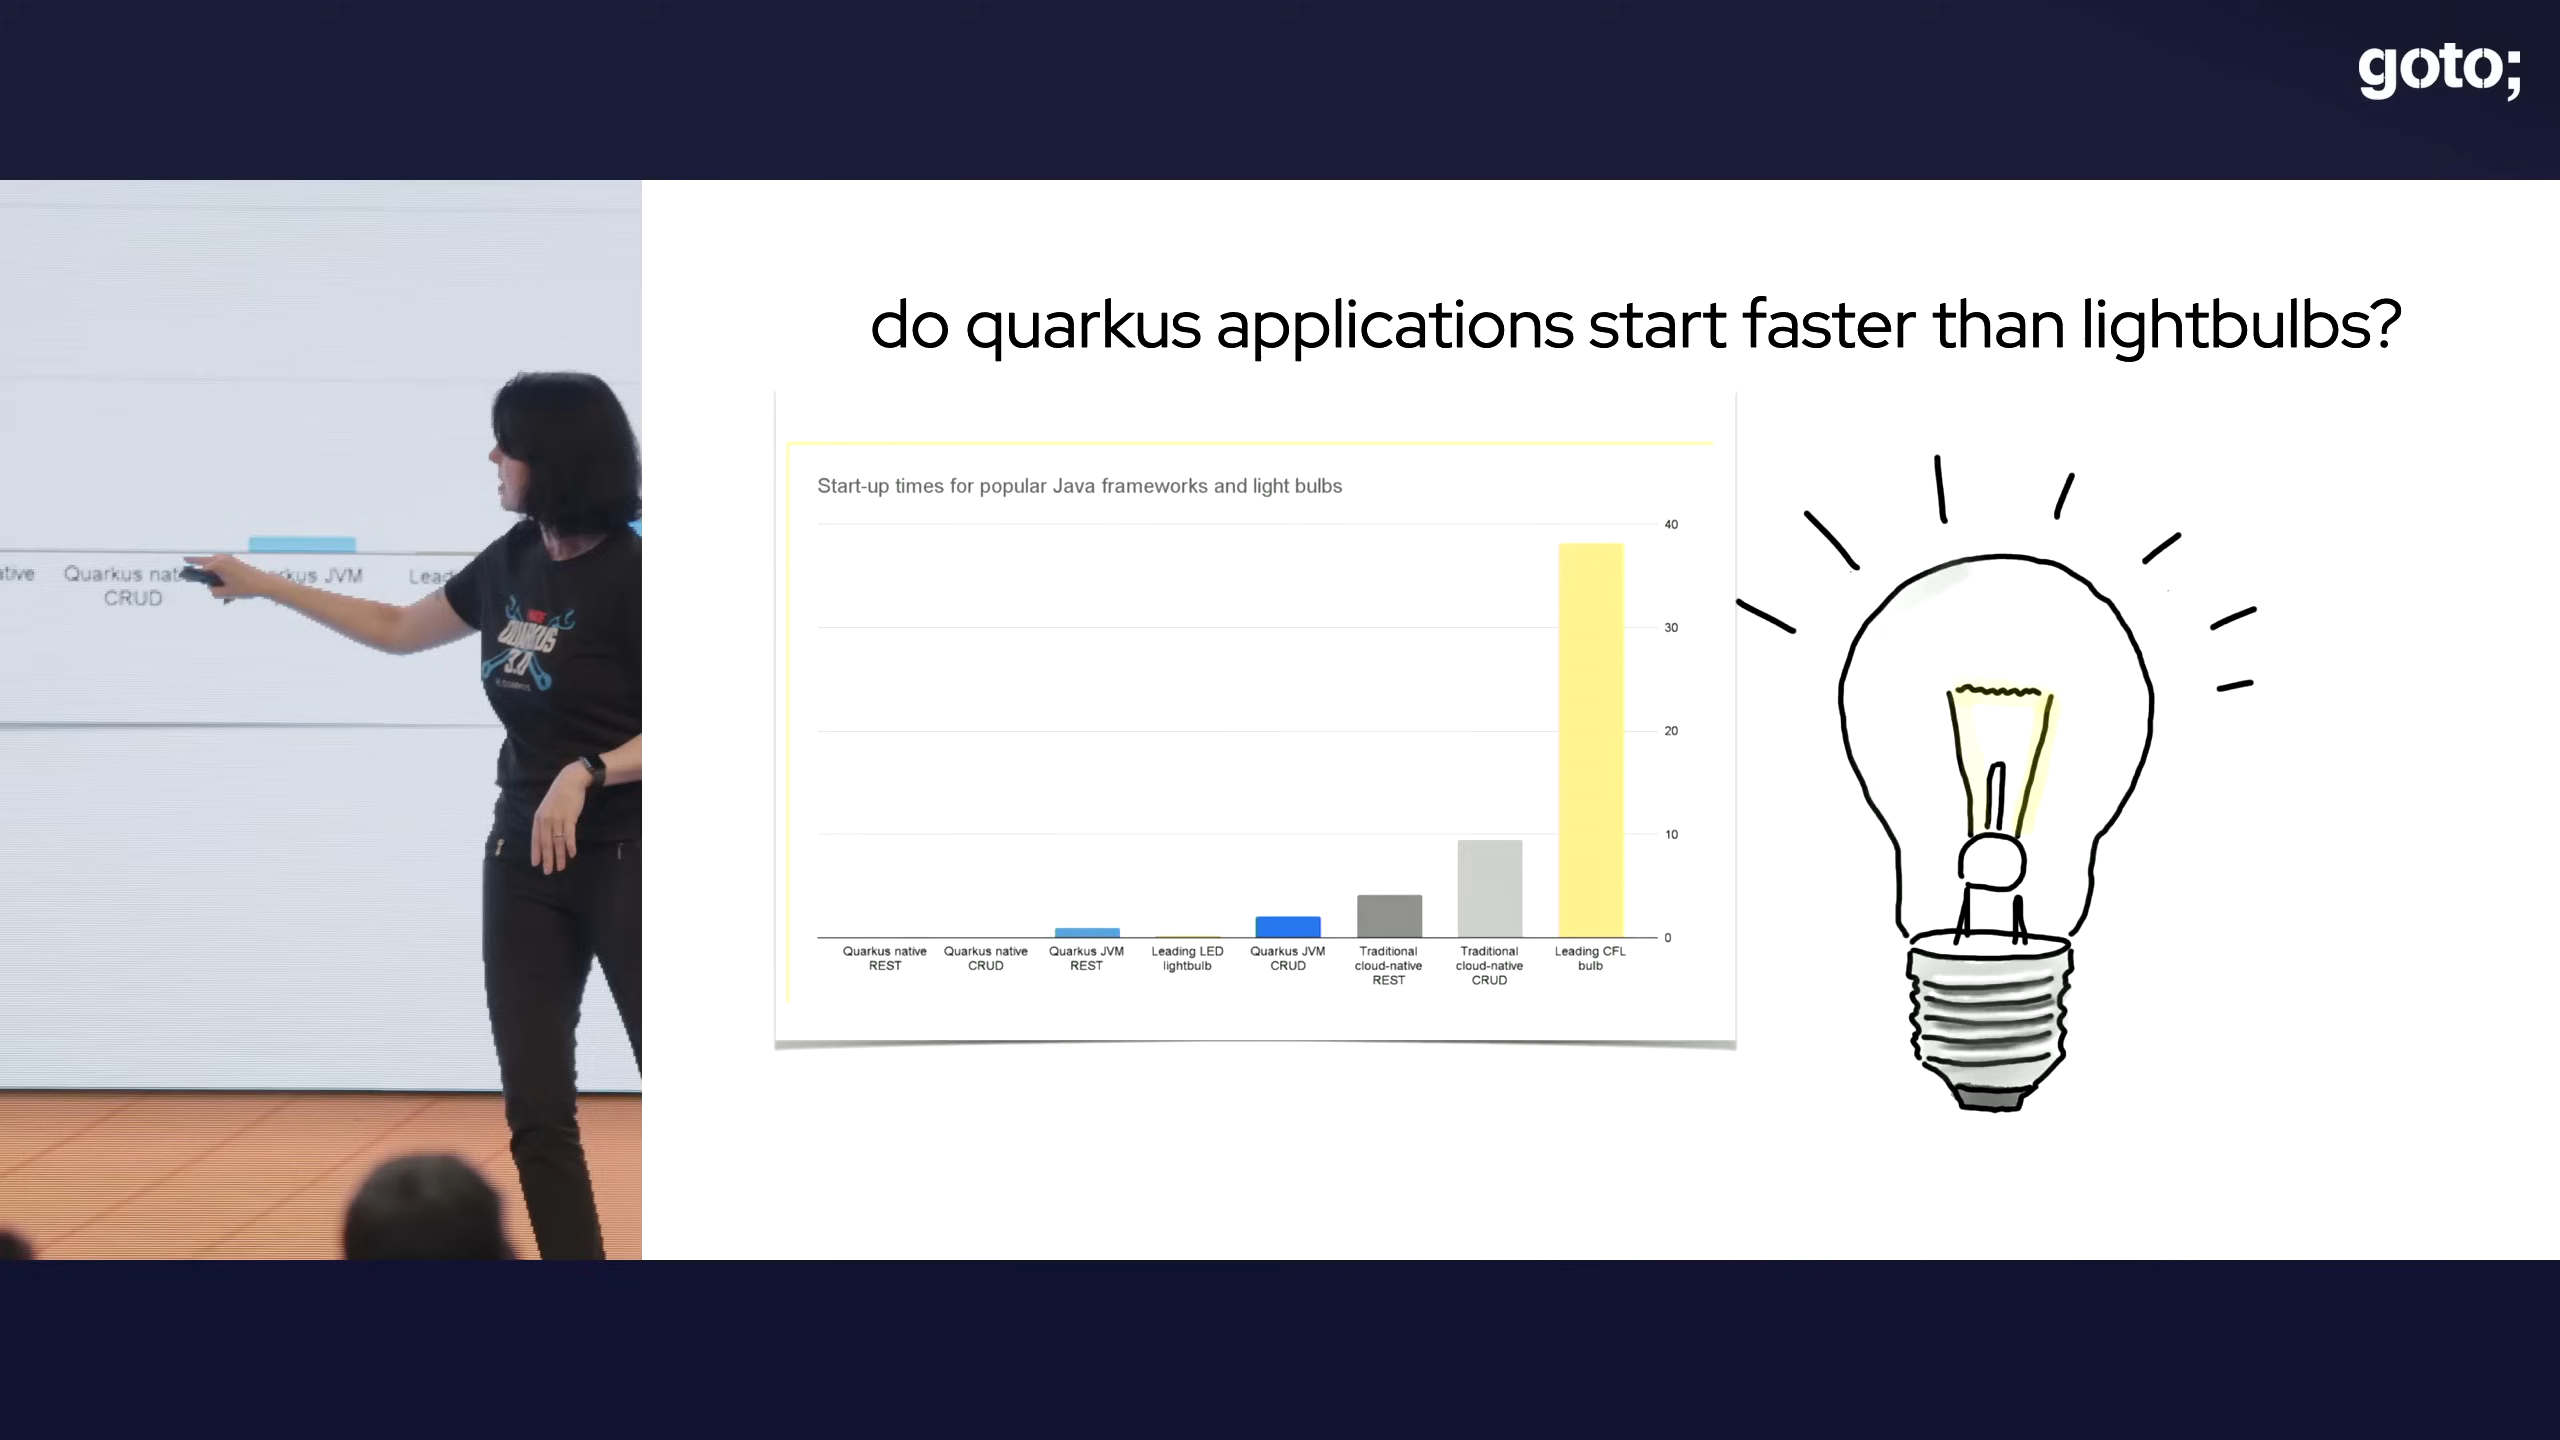 goto;
do quarkus applications start faster than lightbulbs?
Start-up times for popular Java frameworks and light bulbs
40
30
20
10
0
Quarkus native
REST
Quarkus native
CRUD
Quarkus JVM
REST
Leading LED
lightbulb
Quarkus JVM
CRUD
Traditional
cloud-native
REST
Traditional
cloud-native
CRUD
Leading CFL
bulb
Quarkus
CRUD
JVM
QUARKUS
3.0